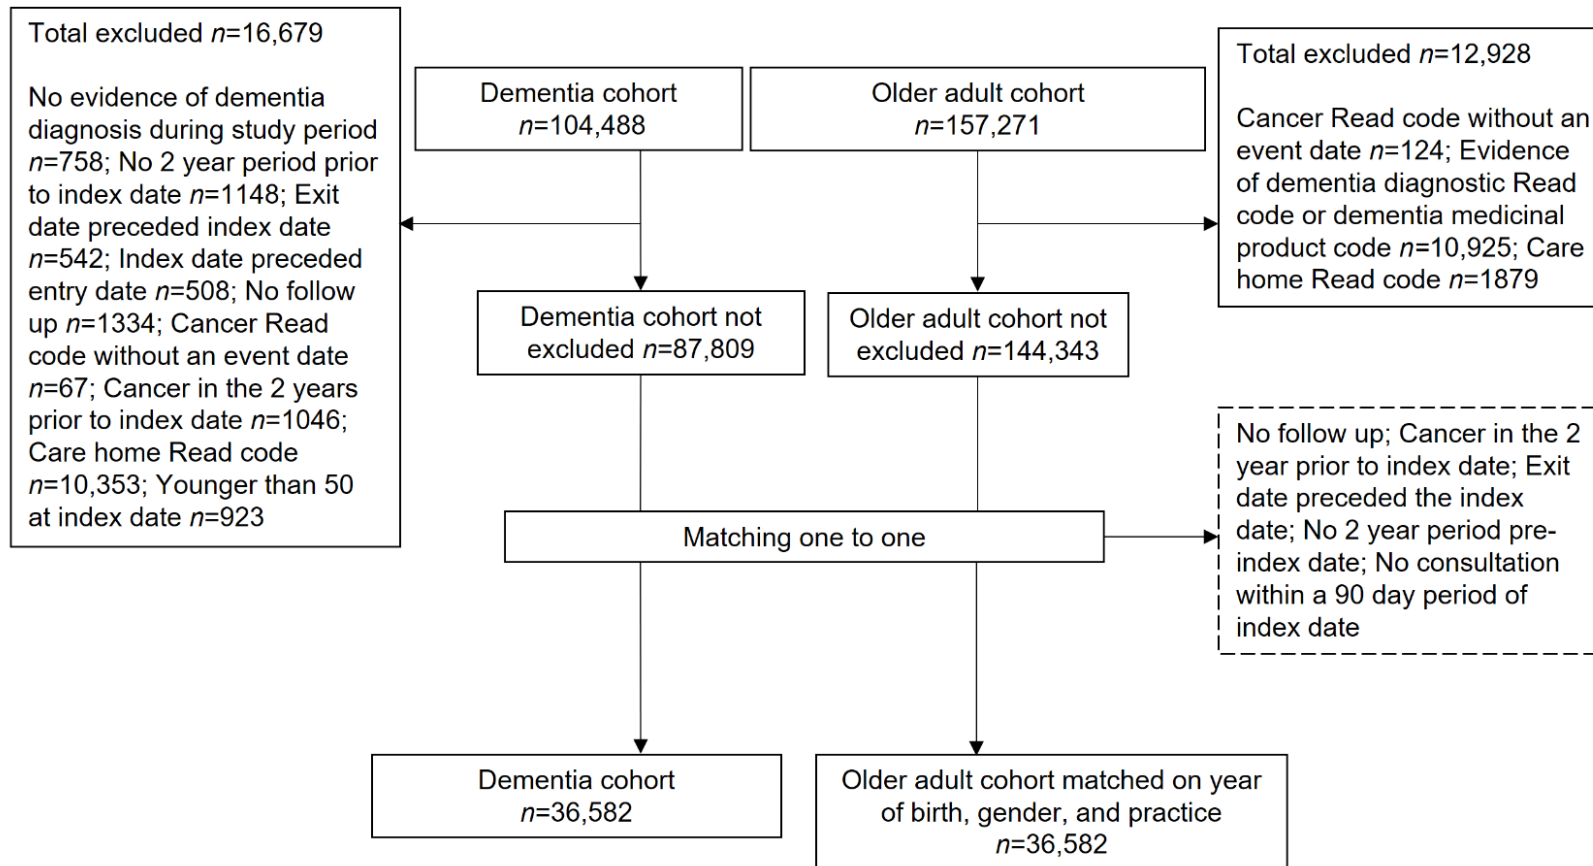 Total excluded n=16,679
No evidence of dementia
diagnosis during study period
n=758; No 2 year period prior
to index date n=1148; Exit
date preceded index date
n=542; Index date preceded
entry date n=508; No follow
up n=1334; Cancer Read
code without an event date
n=67; Cancer in the 2 years
prior to index date n=1046;
Care home Read code
n=10,353; Younger than 50
at index date n=923
Dementia cohort
n=104,488
Older adult cohort
n=157,271
Total excluded n=12,928
Cancer Read code without an
event date n=124; Evidence
of dementia diagnostic Read
code or dementia medicinal
product code n=10,925; Care
home Read code n=1879
Dementia cohort not
excluded n=87,809
Older adult cohort not
excluded n=144,343
No follow up; Cancer in the 2
year prior to index date; Exit
date preceded the index
date; No 2 year period pre-
index date; No consultation
within a 90 day period of
index date
Matching one to one
Dementia cohort
n=36,582
Older adult cohort matched on year
of birth, gender, and practice
n=36,582